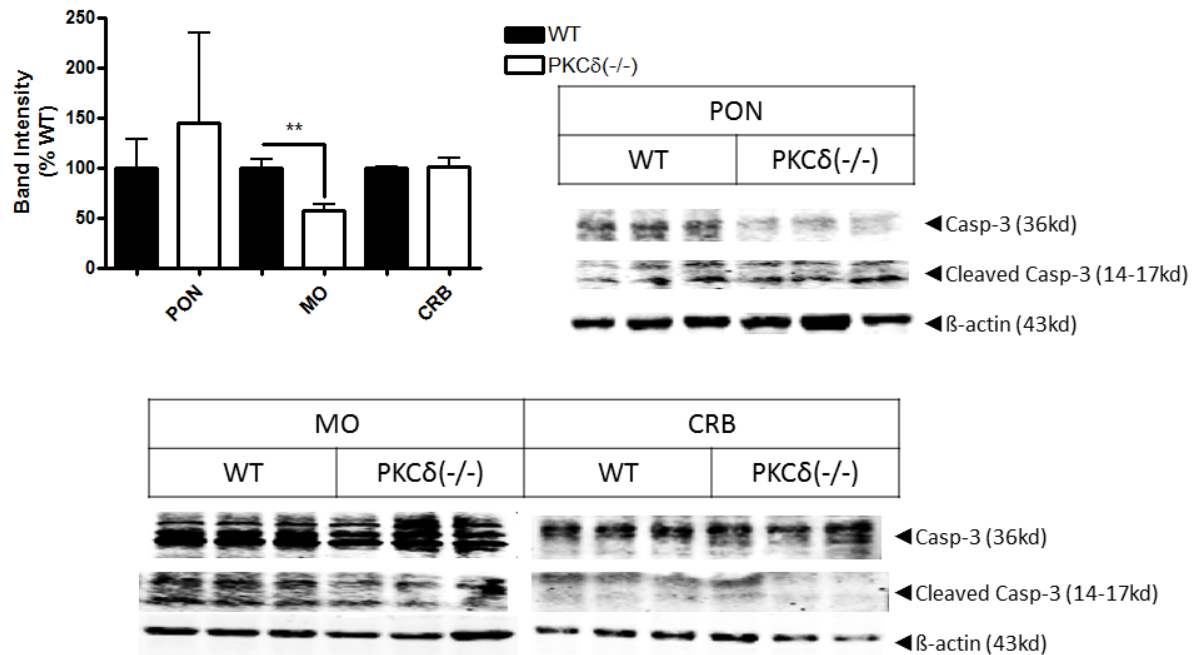 250
200
150
100
50
0
Band Intensity
(% WT)
**
PON
MO
CRB
WT
PKCδ(-/-)
PON
WT PKCδ(-/-)
◄Casp-3 (36kd)
◄Cleaved Casp-3 (14-17kd)
◄ß-actin (43kd)
MO CRB
WT PKCδ(-/-) WT PKCδ(-/-)
◄Casp-3 (36kd)
◄Cleaved Casp-3 (14-17kd)
◄ß-actin (43kd)